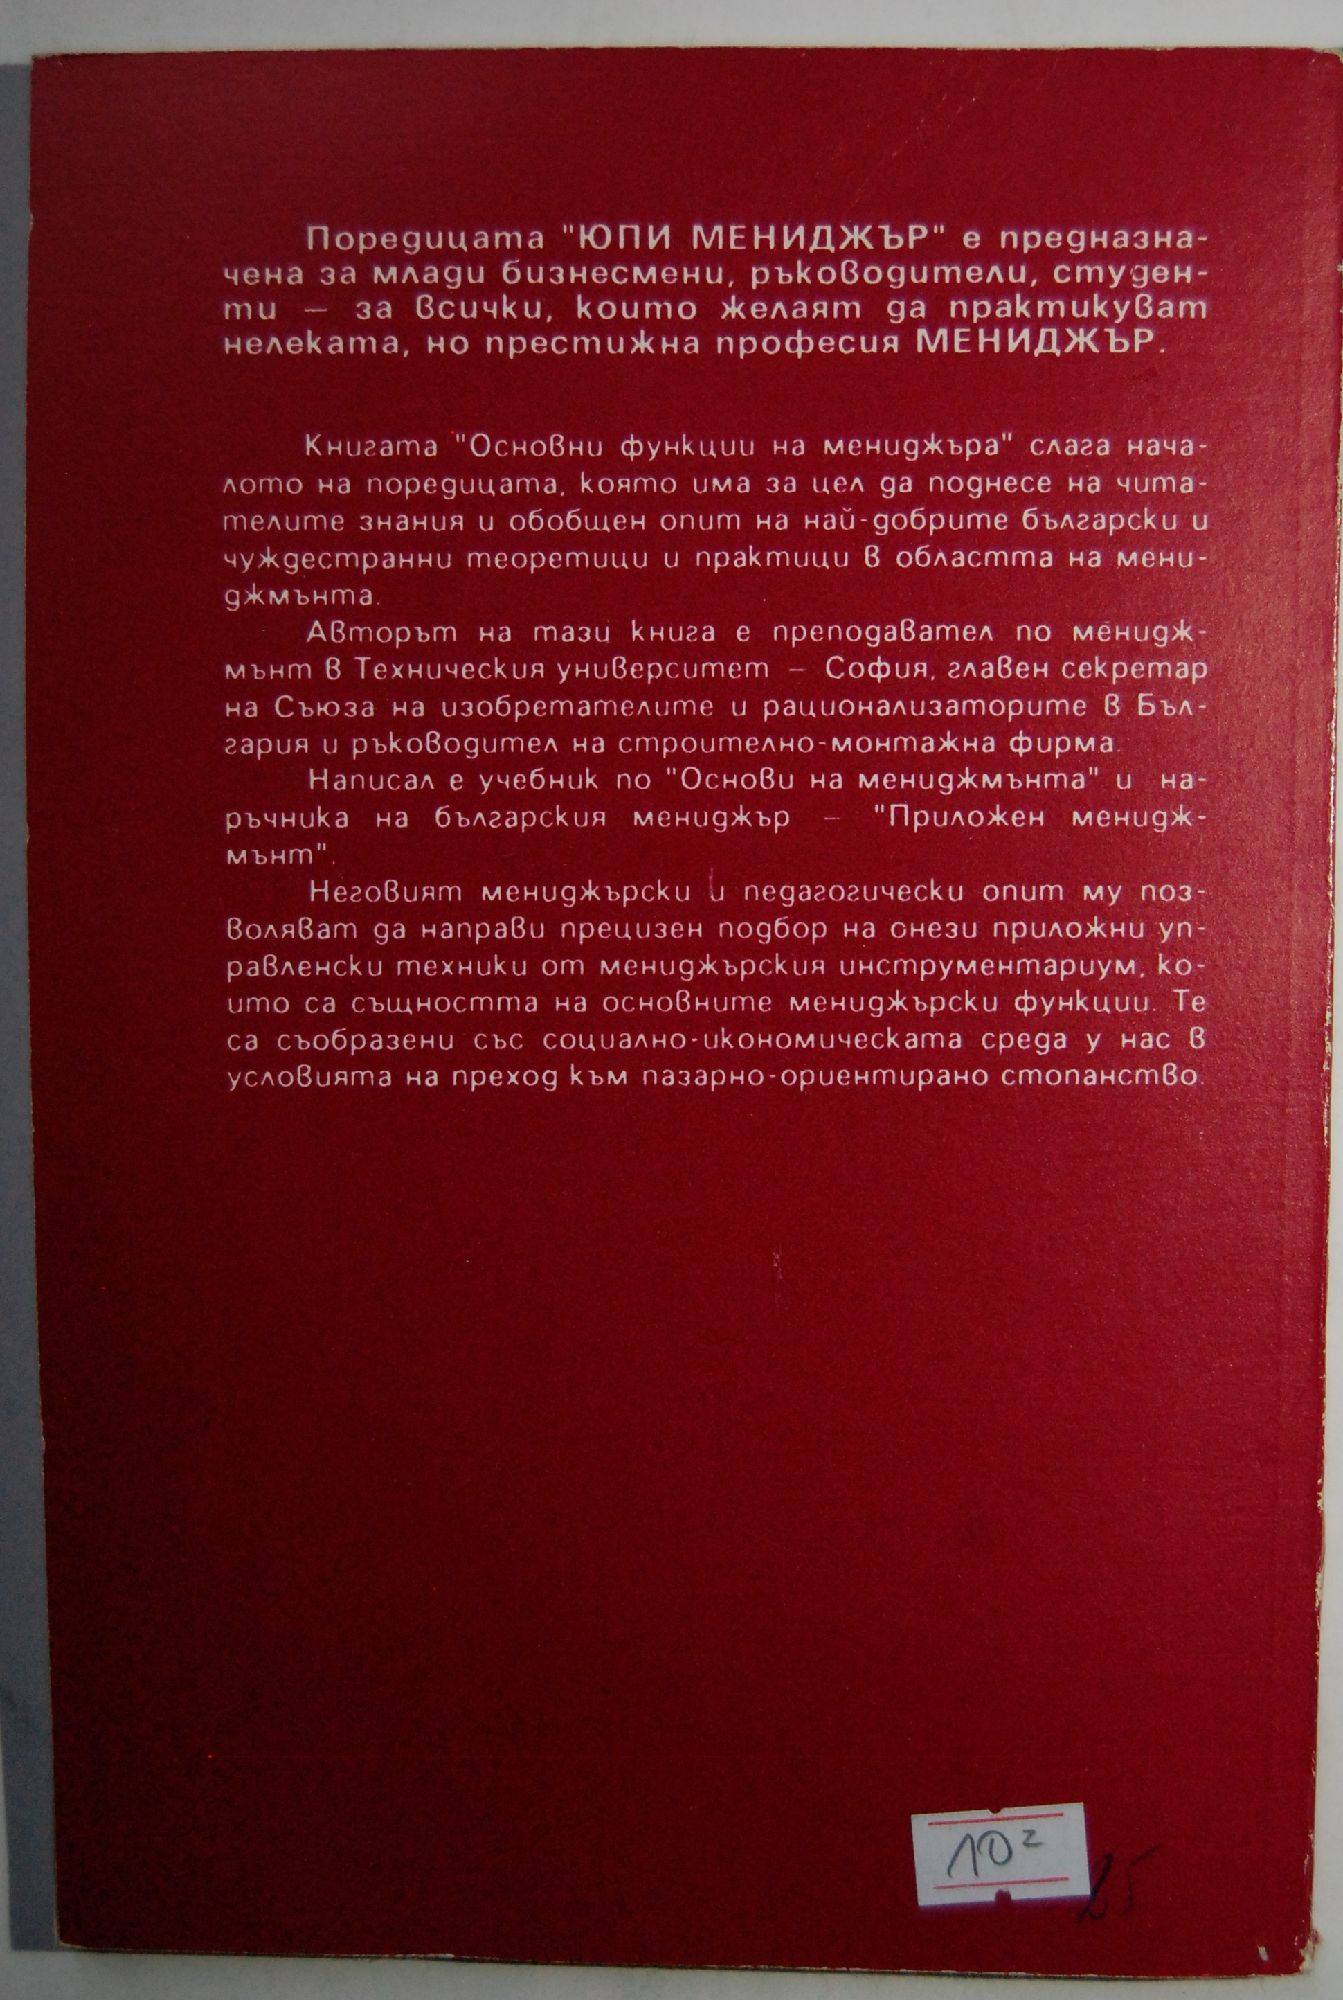 Поредицата "ЮПИ МЕНИДЖЪР" е предназна-
чена за млади бизнесмени, ръководители, студен-
ти – за всички, които желаят да практикуват
нелеката, но престижна професия МЕНИДЖЪР.
Книгата "Основни функции на мениджъра" слага нача-
лото на поредицата, която има за цел да поднесе на чита-
телите знания и обобщен опит на най-добрите български и
чуждестранни теоретици и практици в областта на мени-
джмънта.
Авторът на тази книга е преподавател по мениdж-
мънт в Техническия университет – София, главен секретар
на Съюза на изобретателите и рационализаторите в Бъл-
гария и ръководител на строително-монтажна фирма.
Написал е учебник по "Основи на мениджмънта" и на-
ръчника на българския мениджър – "Приложен менидж-
мънт".
Неговият мениджърски и педагогически опит му поз-
воляват да направи прецизен подбор на онези приложни уп-
равленски техники от мениджърския инструментариум, ко-
ито са същността на основните мениджърски функции. Те
са съобразени със социално-икономическата среда у нас в
условията на преход към пазарно-ориентирано стопанство.
10²
25